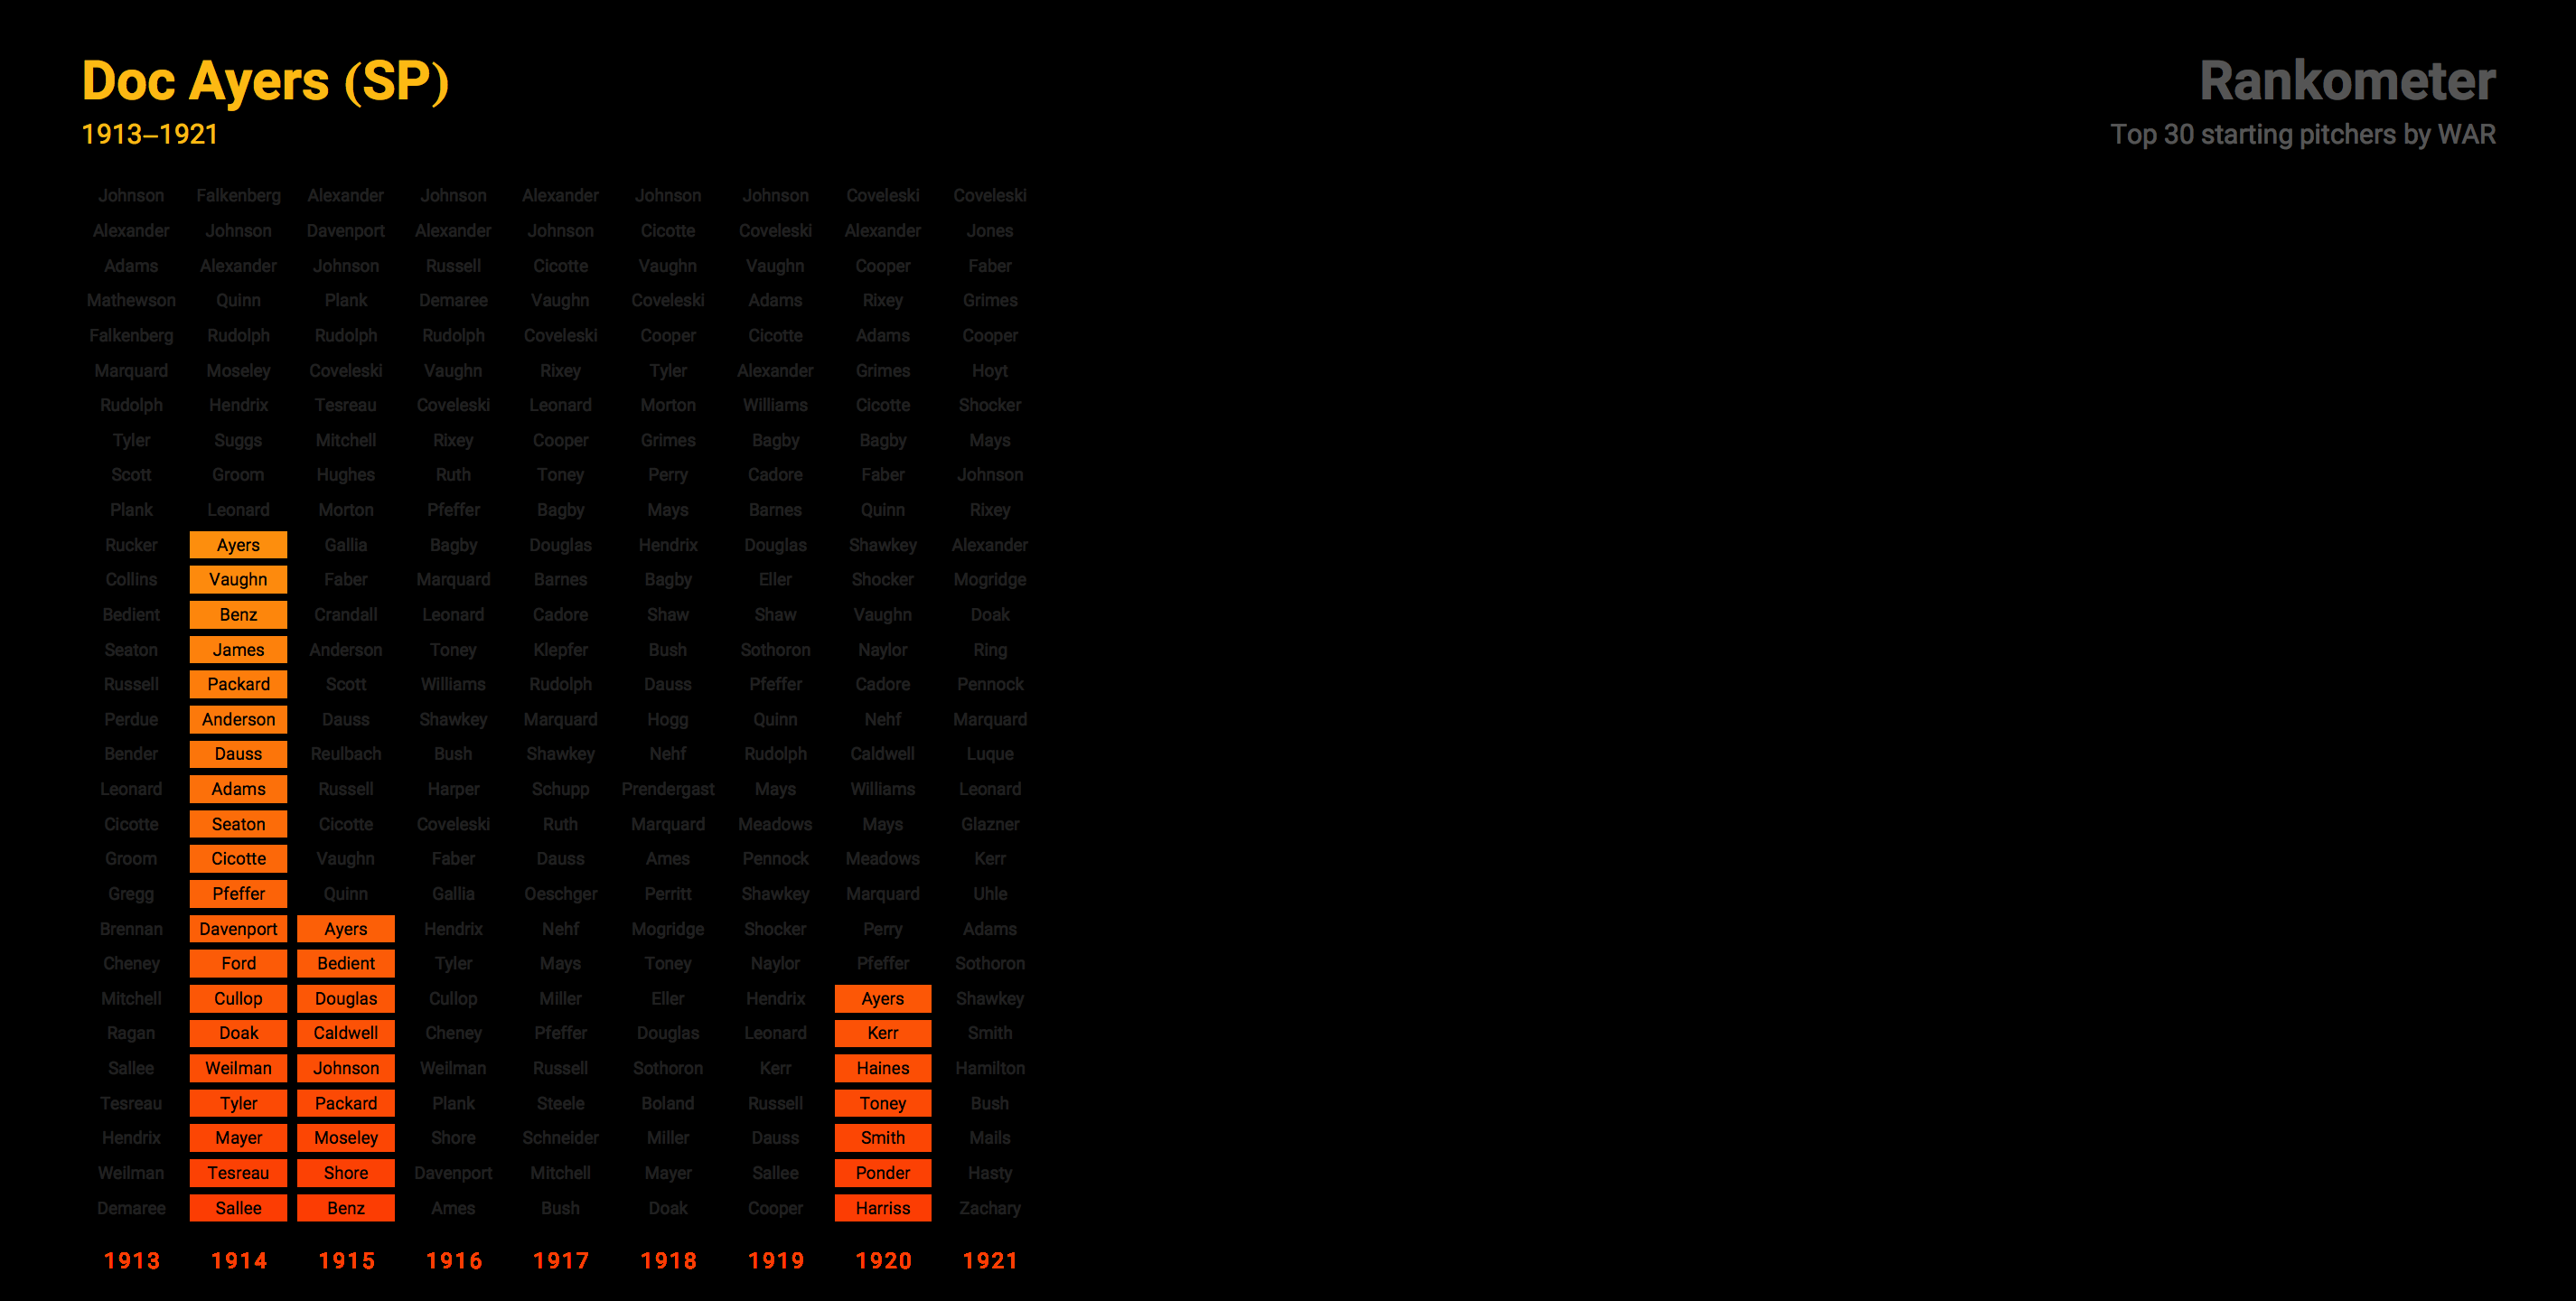 Doc Ayers (SP)
1913–1921
Rankometer
Top 30 starting pitchers by WAR
Johnson Falkenberg Alexander Johnson Alexander Johnson Johnson Coveleski Coveleski
Alexander Johnson Davenport Alexander Johnson Cicotte Coveleski Alexander Jones
Adams Alexander Johnson Russell Cicotte Vaughn Vaughn Cooper Faber
Mathewson Quinn Plank Demaree Vaughn Coveleski Adams Rixey Grimes
Falkenberg Rudolph Rudolph Rudolph Coveleski Cooper Cicotte Adams Cooper
Marquard Moseley Coveleski Vaughn Rixey Tyler Alexander Grimes Hoyt
Rudolph Hendrix Tesreau Coveleski Leonard Morton Williams Cicotte Shocker
Tyler Suggs Mitchell Rixey Cooper Grimes Bagby Bagby Mays
Scott Groom Hughes Ruth Toney Perry Cadore Faber Johnson
Plank Leonard Morton Pfeffer Bagby Mays Barnes Quinn Rixey
Rucker Ayers Gallia Bagby Douglas Hendrix Douglas Shawkey Alexander
Collins Vaughn Faber Marquard Barnes Bagby Eller Shocker Mogridge
Bedient Benz Crandall Leonard Cadore Shaw Shaw Vaughn Doak
Seaton James Anderson Toney Klepfer Bush Sothoron Naylor Ring
Russell Packard Scott Williams Rudolph Dauss Pfeffer Cadore Pennock
Perdue Anderson Dauss Shawkey Marquard Hogg Quinn Nehf Marquard
Bender Dauss Reulbach Bush Shawkey Nehf Rudolph Caldwell Luque
Leonard Adams Russell Harper Schupp Prendergast Mays Williams Leonard
Cicotte Seaton Cicotte Coveleski Ruth Marquard Meadows Mays Glazner
Groom Cicotte Vaughn Faber Dauss Ames Pennock Meadows Kerr
Gregg Pfeffer Quinn Gallia Oeschger Perritt Shawkey Marquard Uhle
Brennan Davenport Ayers Hendrix Nehf Mogridge Shocker Perry Adams
Cheney Ford Bedient Tyler Mays Toney Naylor Pfeffer Sothoron
Mitchell Cullop Douglas Cullop Miller Eller Hendrix Ayers Shawkey
Ragan Doak Caldwell Cheney Pfeffer Douglas Leonard Kerr Smith
Sallee Weilman Johnson Weilman Russell Sothoron Kerr Haines Hamilton
Tesreau Tyler Packard Plank Steele Boland Russell Toney Bush
Hendrix Mayer Moseley Shore Schneider Miller Dauss Smith Mails
Weilman Tesreau Shore Davenport Mitchell Mayer Sallee Ponder Hasty
Demaree Sallee Benz Ames Bush Doak Cooper Harriss Zachary
1913 1914 1915 1916 1917 1918 1919 1920 1921